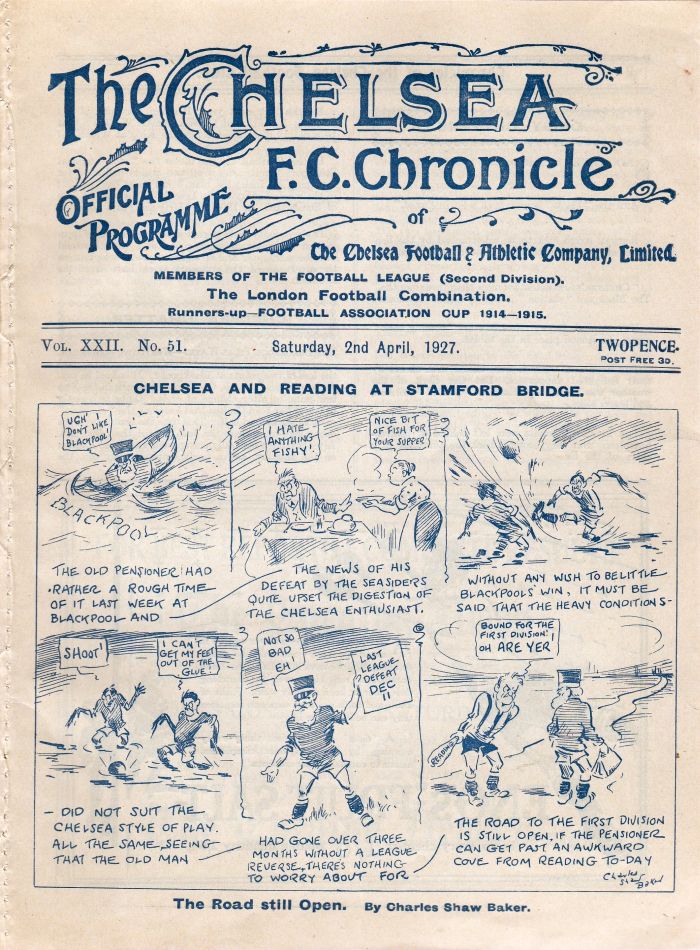 The CHELSEA
F.C. Chronicle
OFFICIAL
PROGRAMME
of
The Chelsea Football & Athletic Company, Limited.
MEMBERS OF THE FOOTBALL LEAGUE (Second Division).
The London Football Combination.
Runners-up—FOOTBALL ASSOCIATION CUP 1914—1915.
VOL. XXII. No. 51.
Saturday, 2nd April, 1927.
TWOPENCE.
POST FREE 3D.
CHELSEA AND READING AT STAMFORD BRIDGE.
UGH! I
DON'T LIKE
BLACKPOOL
BLACKPOOL
THE OLD PENSIONER HAD
RATHER A ROUGH TIME
OF IT LAST WEEK AT
BLACKPOOL AND
I HATE
ANYTHING
FISHY!
NICE BIT
OF FISH FOR
YOUR SUPPER
THE NEWS OF HIS
DEFEAT BY THE SEASIDERS
QUITE UPSET THE DIGESTION OF
THE CHELSEA ENTHUSIAST.
WITHOUT ANY WISH TO BELITTLE
BLACKPOOLS' WIN, IT MUST BE
SAID THAT THE HEAVY CONDITIONS -
SHOOT!
I CAN'T
GET MY FEET
OUT OF THE
GLUE!
- DID NOT SUIT THE
CHELSEA STYLE OF PLAY.
ALL THE SAME, SEEING
THAT THE OLD MAN
NOT SO
BAD
EH!
LAST
LEAGUE
DEFEAT
DEC
11
HAD GONE OVER THREE
MONTHS WITHOUT A LEAGUE
REVERSE, THERE'S NOTHING
TO WORRY ABOUT FOR
BOUND FOR THE
FIRST DIVISION!
OH ARE YER
READING
THE ROAD TO THE FIRST DIVISION
IS STILL OPEN, IF THE PENSIONER
CAN GET PAST AN AWKWARD
COVE FROM READING TO-DAY
Charles
Shaw
Baker
The Road still Open. By Charles Shaw Baker.